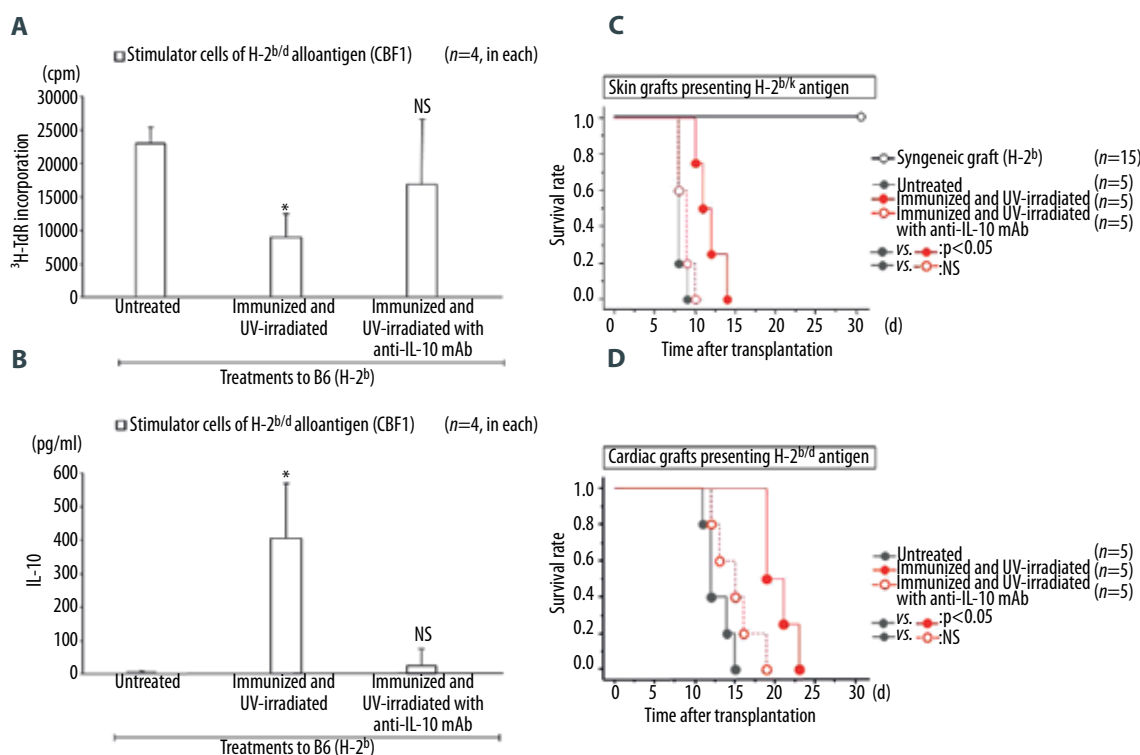 A
Stimulator cells of H-2b/d alloantigen (CBF1) (n=4, in each)
(cpm)
30000
25000
20000
15000
10000
5000
0
3H-TdR incorporation
*
NS
Untreated
Immunized and
UV-irradiated
Immunized and
UV-irradiated with
anti-IL-10 mAb
Treatments to B6 (H-2b)
B
Stimulator cells of H-2b/d alloantigen (CBF1) (n=4, in each)
(pg/ml)
600
500
400
300
200
100
0
IL-10
*
NS
Untreated
Immunized and
UV-irradiated
Immunized and
UV-irradiated with
anti-IL-10 mAb
Treatments to B6 (H-2b)
C
Skin grafts presenting H-2b/k antigen
1.0
0.8
0.6
0.4
0.2
0.0
Survival rate
0 5 10 15 20 25 30 (d)
Time after transplantation
Syngeneic graft (H-2b) (n=15)
Untreated (n=5)
Immunized and UV-irradiated (n=5)
Immunized and UV-irradiated (n=5)
with anti-IL-10 mAb
vs. :p<0.05
vs. :NS
D
Cardiac grafts presenting H-2b/d antigen
1.0
0.8
0.6
0.4
0.2
0.0
Survival rate
0 5 10 15 20 25 30 (d)
Time after transplantation
Untreated (n=5)
Immunized and UV-irradiated (n=5)
Immunized and UV-irradiated (n=5)
with anti-IL-10 mAb
vs. :p<0.05
vs. :NS